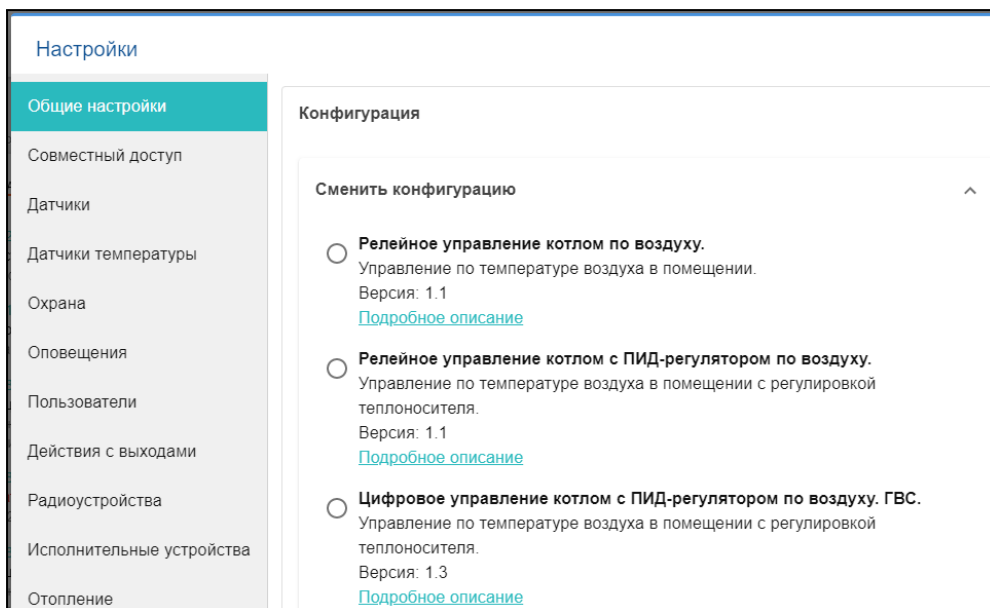 Настройки
Общие настройки
Совместный доступ
Датчики
Датчики температуры
Охрана
Оповещения
Пользователи
Действия с выходами
Радиоустройства
Исполнительные устройства
Отопление
Конфигурация
Сменить конфигурацию
Релейное управление котлом по воздуху.
Управление по температуре воздуха в помещении.
Версия: 1.1
Подробное описание
Релейное управление котлом с ПИД-регулятором по воздуху.
Управление по температуре воздуха в помещении с регулировкой
теплоносителя.
Версия: 1.1
Подробное описание
Цифровое управление котлом с ПИД-регулятором по воздуху. ГВС.
Управление по температуре воздуха в помещении с регулировкой
теплоносителя.
Версия: 1.3
Подробное описание